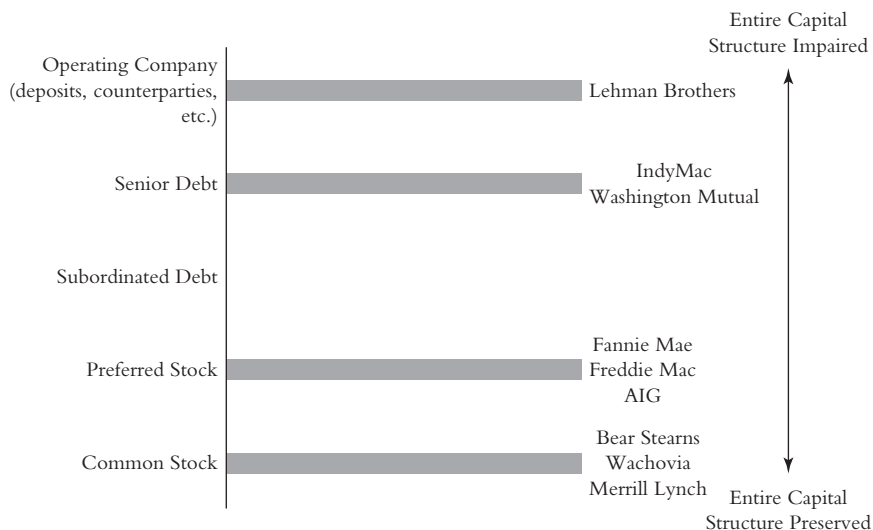 Entire Capital
Structure Impaired
Operating Company
(deposits, counterparties,
etc.)
Lehman Brothers
Senior Debt
IndyMac
Washington Mutual
Subordinated Debt
Preferred Stock
Fannie Mae
Freddie Mac
AIG
Common Stock
Bear Stearns
Wachovia
Merrill Lynch
Entire Capital
Structure Preserved